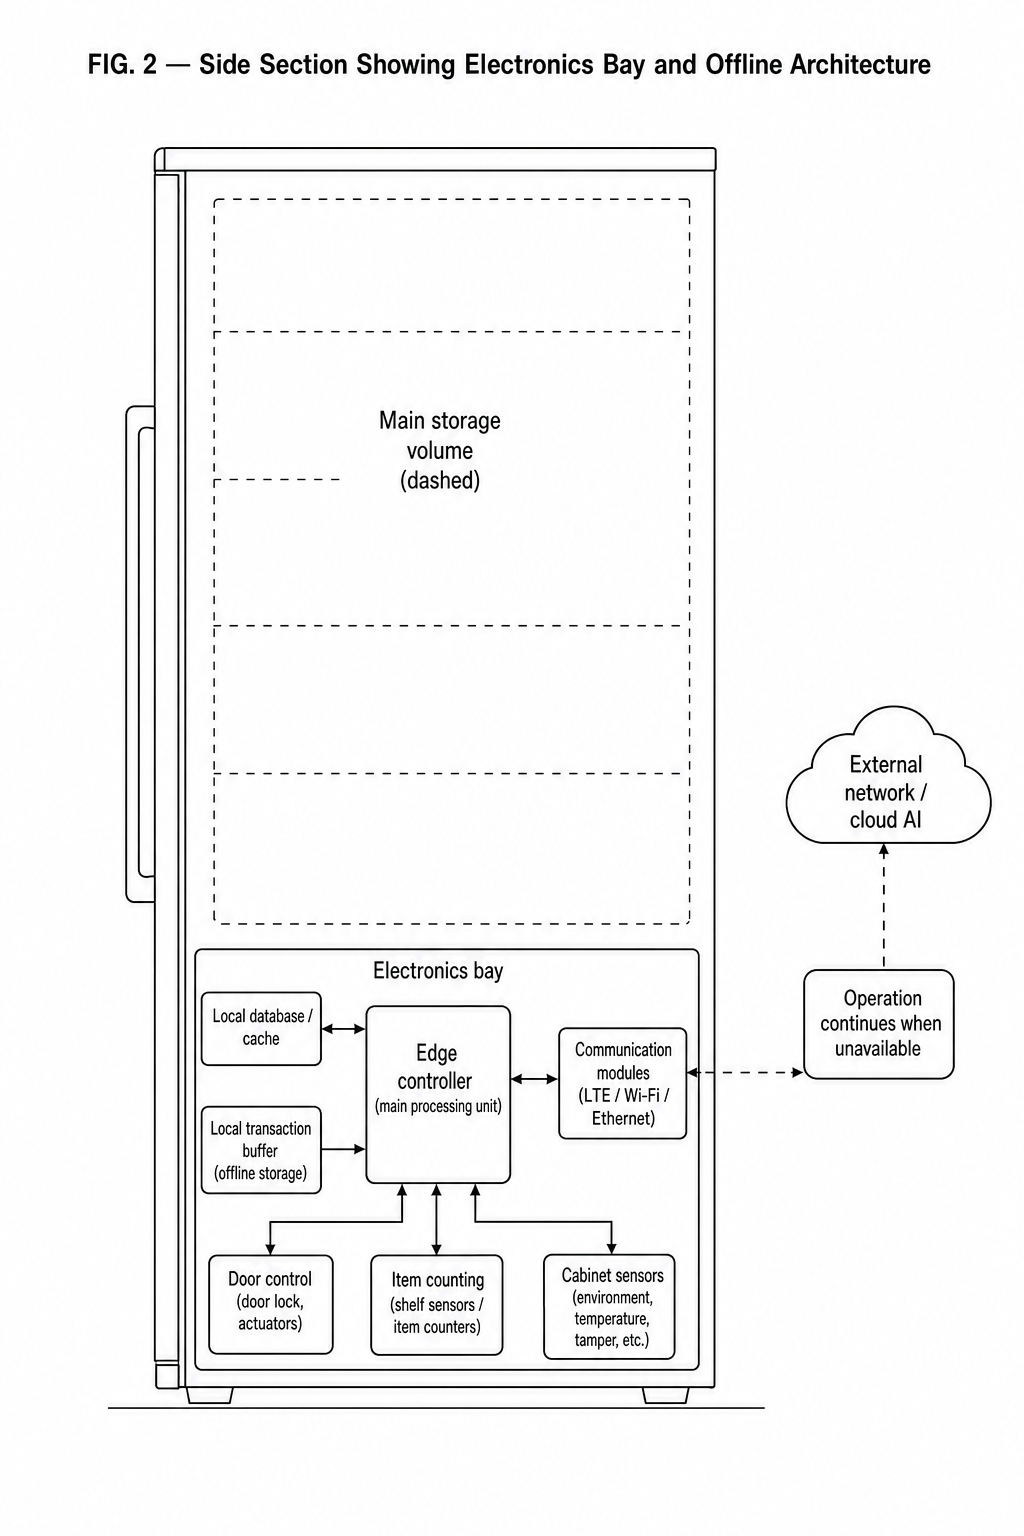 FIG. 2 — Side Section Showing Electronics Bay and Offline Architecture
Main storage
volume
(dashed)
External
network /
cloud AI
Operation
continues when
unavailable
Electronics bay
Local database /
cache
Edge
controller
(main processing unit)
Communication
modules
(LTE / Wi-Fi /
Ethernet)
Local transaction
buffer
(offline storage)
Door control
(door lock,
actuators)
Item counting
(shelf sensors /
item counters)
Cabinet sensors
(environment,
temperature,
tamper, etc.)